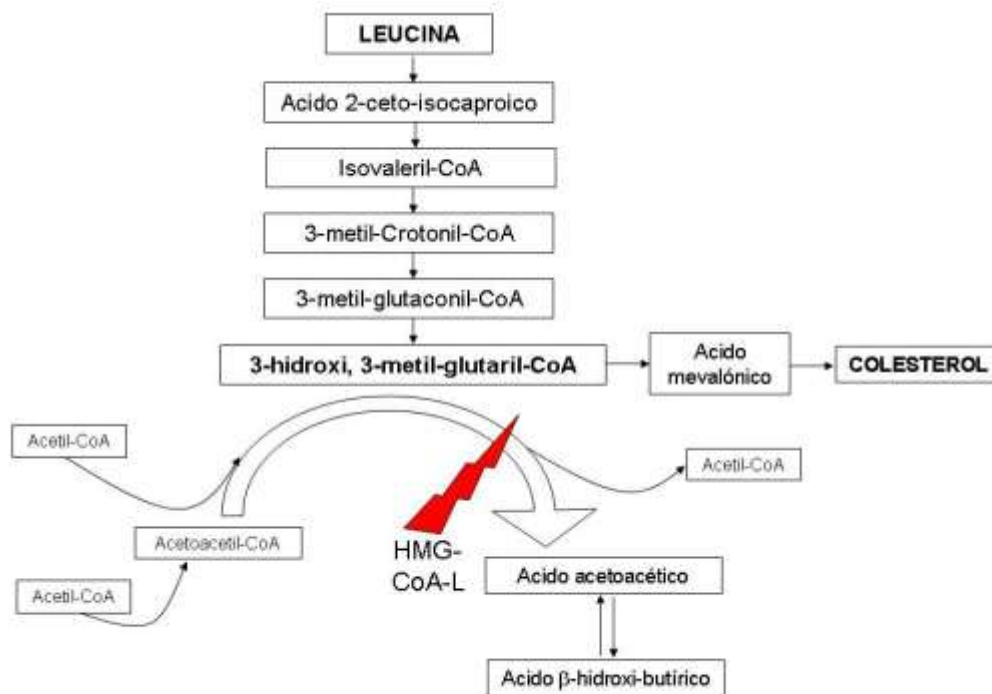 LEUCINA
Acido 2-ceto-isocaproico
Isovaleril-CoA
3-metil-Crotonil-CoA
3-metil-glutaconil-CoA
3-hidroxi, 3-metil-glutaril-CoA
Acido
mevalónico
COLESTEROL
Acetil-CoA
Acetil-CoA
Acetoacetil-CoA
HMG-
CoA-L
Acido acetoacético
Acetil-CoA
Acido β-hidroxi-butírico